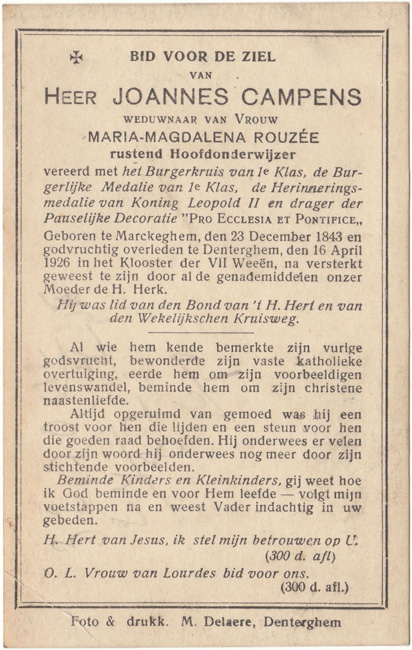 ✠ BID VOOR DE ZIEL
VAN
HEER JOANNES CAMPENS
WEDUWNAAR VAN VROUW
MARIA-MAGDALENA ROUZÉE
rustend Hoofdonderwijzer
vereerd met het Burgerkruis van 1e Klas, de Bur-
gerlijke Medalie van 1e Klas, de Herinnerings-
medalie van Koning Leopold II en drager der
Pauselijke Decoratie "PRO ECCLESIA ET PONTIFICE„
Geboren te Marckeghem, den 23 December 1843 en
godvruchtig overleden te Denterghem, den 16 April
1926 in het Klooster der VII Weeën, na versterkt
geweest te zijn door al de genademiddelen onzer
Moeder de H. Herk.
Hij was lid van den Bond van 't H. Hert en van
den Wekelijkschen Kruisweg.
Al wie hem kende bemerkte zijn vurige
godsvrucht, bewonderde zijn vaste katholieke
overtuiging, eerde hem om zijn voorbeeldigen
levenswandel, beminde hem om zijn christene
naastenliefde.
Altijd opgeruimd van gemoed was hij een
troost voor hen die lijden en een steun voor hen
die goeden raad behoefden. Hij onderwees er velen
door zijn woord hij onderwees nog meer door zijn
stichtende voorbeelden.
Beminde Kinders en Kleinkinders, gij weet hoe
ik God beminde en voor Hem leefde — volgt mijn
voetstappen na en weest Vader indachtig in uw
gebeden.
H. Hert van Jesus, ik stel mijn betrouwen op U.
(300 d. afl)
O. L. Vrouw van Lourdes bid voor ons.
(300 d. afl.)
Foto & drukk. M. Delaere, Denterghem